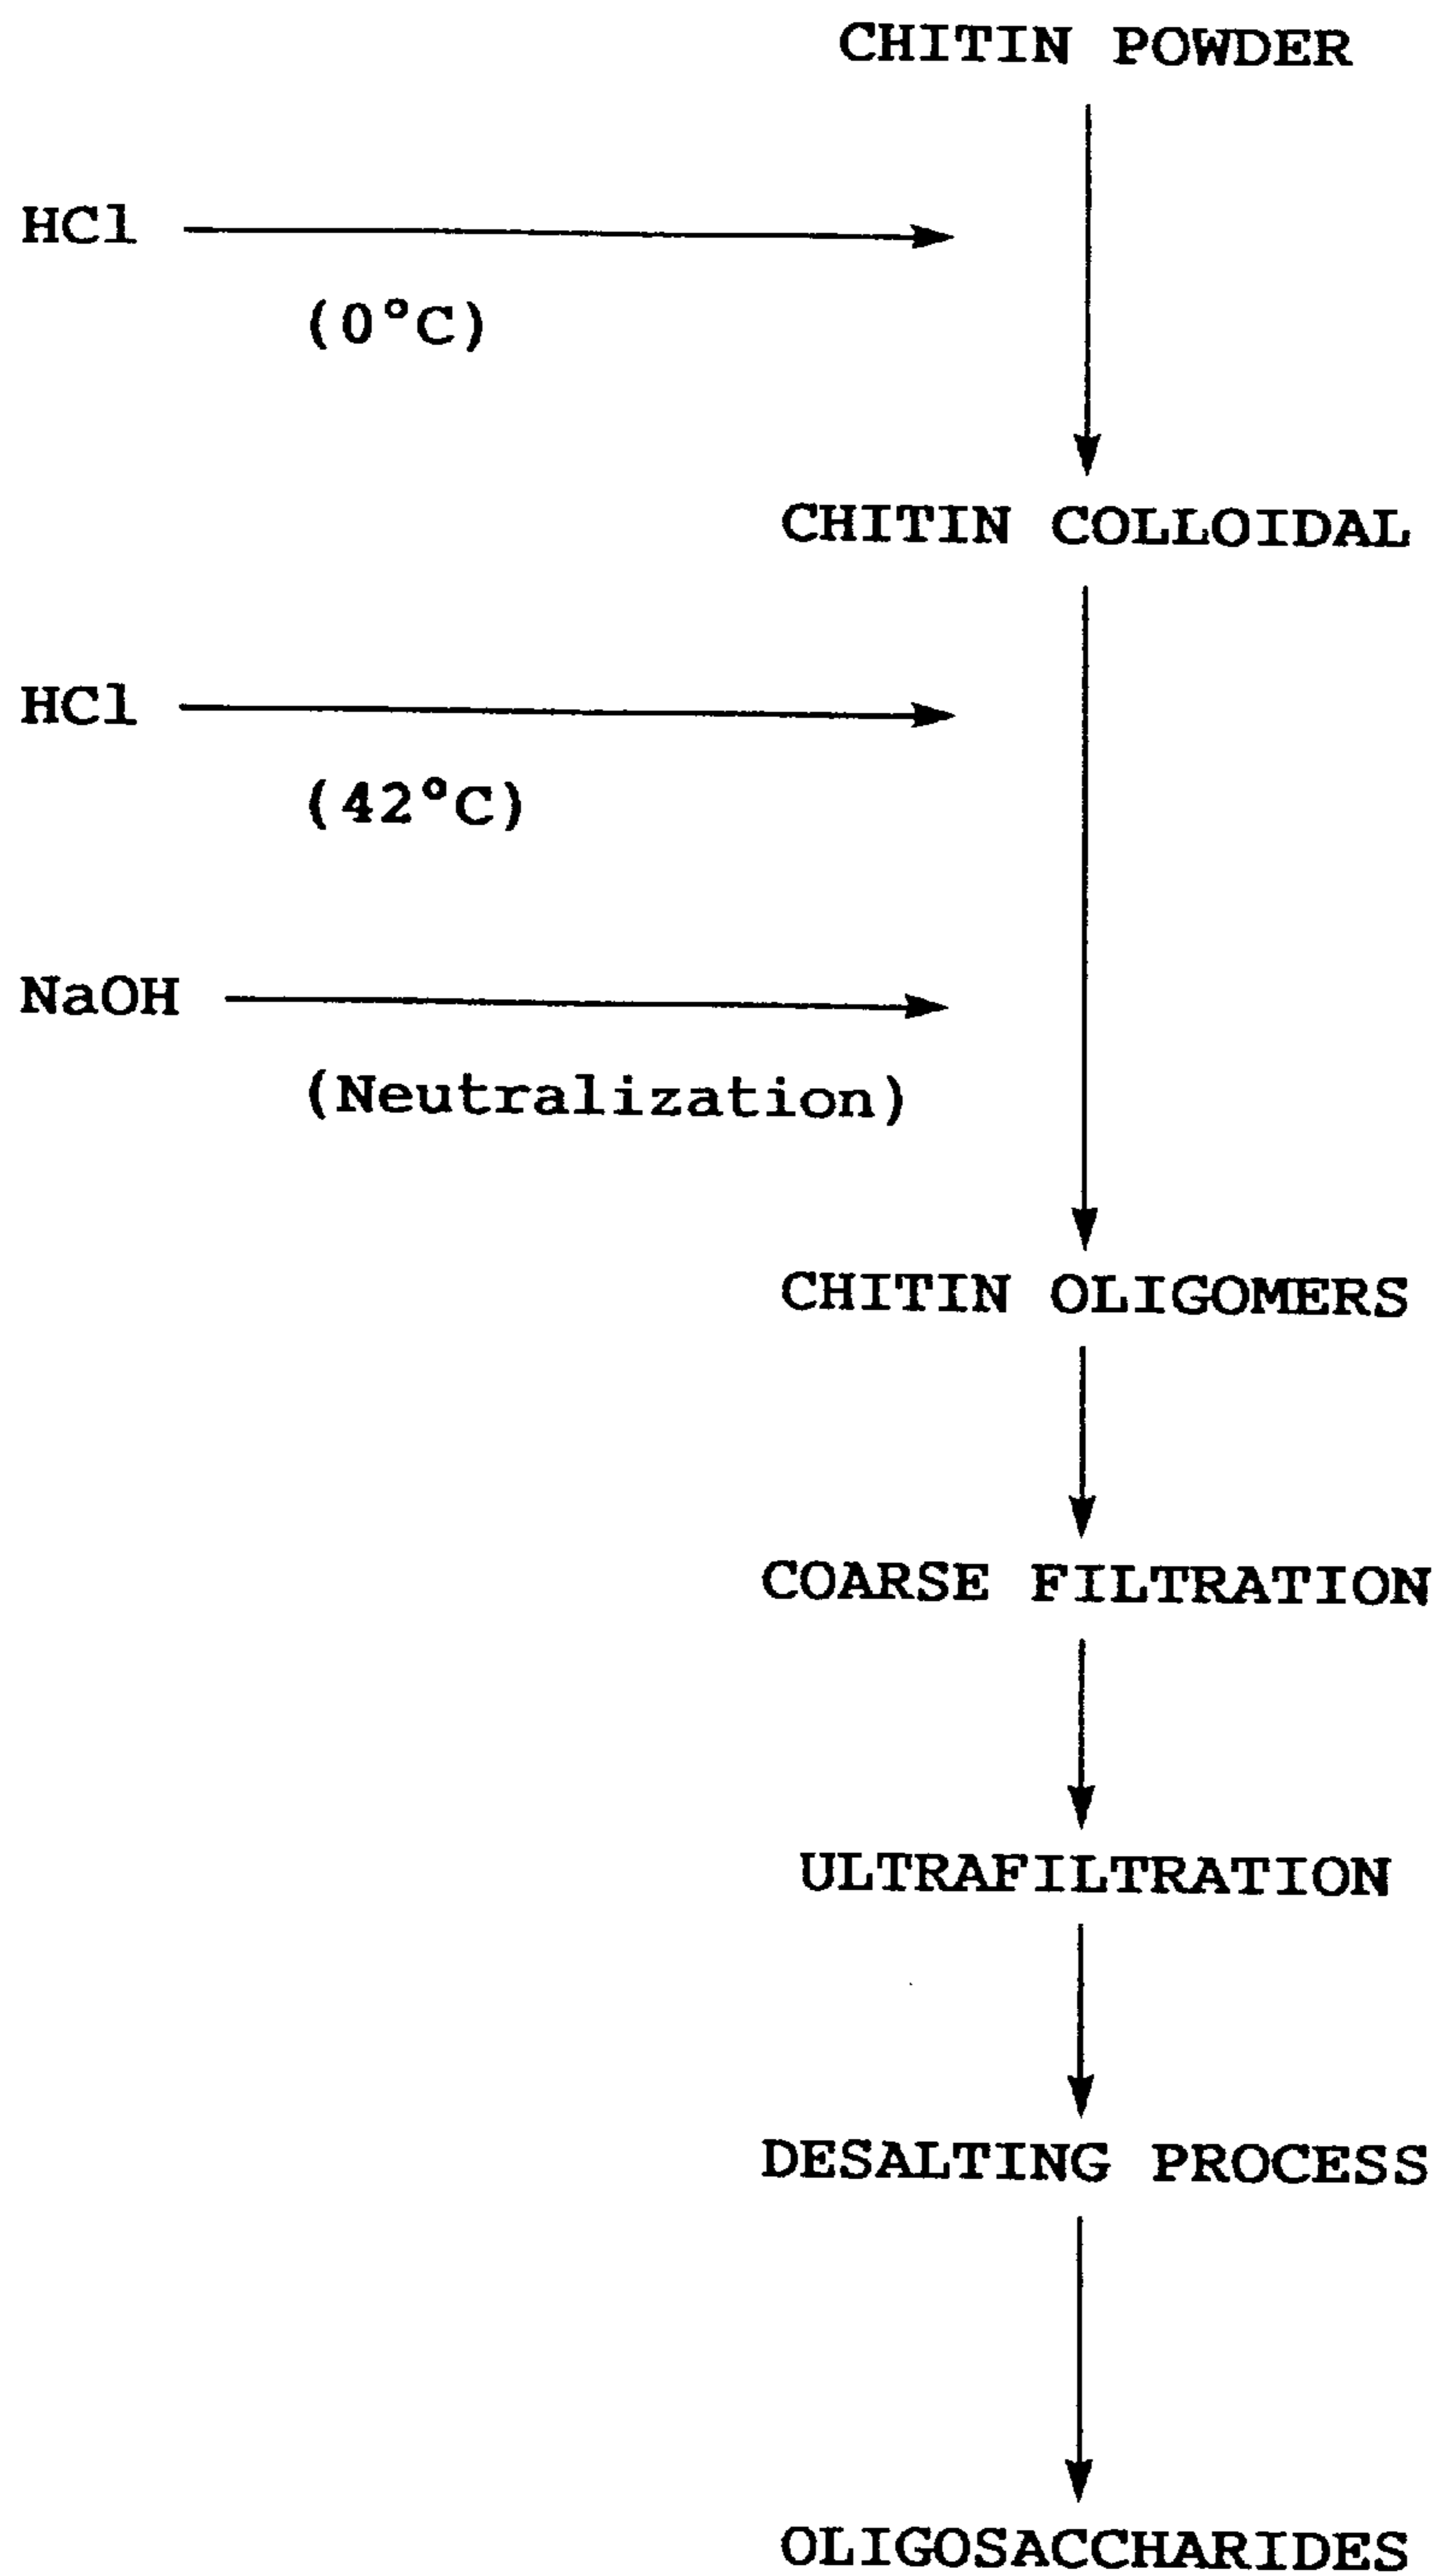 CHITIN POWDER
HCl
(0°C)
CHITIN COLLOIDAL
HCl
(42°C)
NaOH
(Neutralization)
CHITIN OLIGOMERS
COARSE FILTRATION
ULTRAFILTRATION
DESALTING PROCESS
OLIGOSACCHARIDES